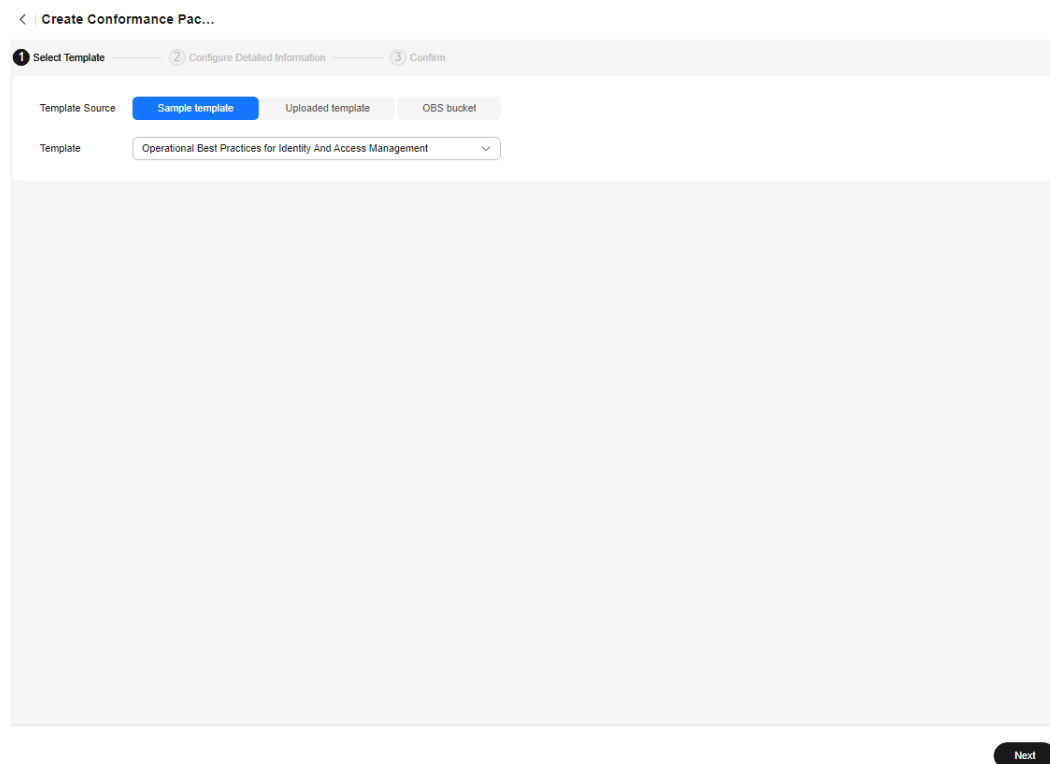 Create Conformance Pac...
1 Select Template 2 Configure Detailed Information 3 Confirm
Template Source Sample template Uploaded template OBS bucket
Template Operational Best Practices for Identity And Access Management
Next